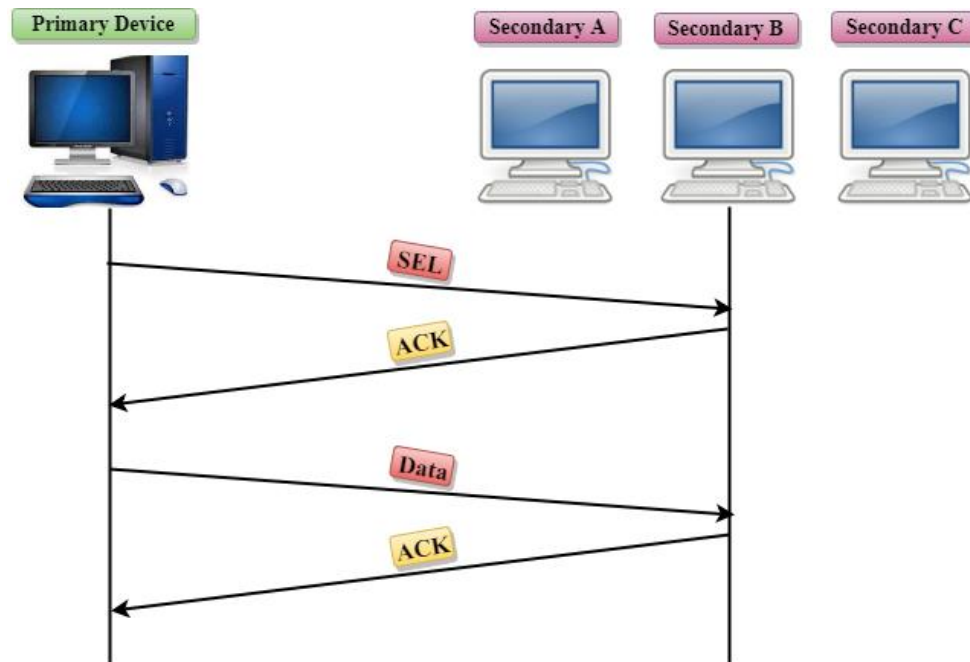 Primary Device
Secondary A
Secondary B
Secondary C
SEL
ACK
Data
ACK